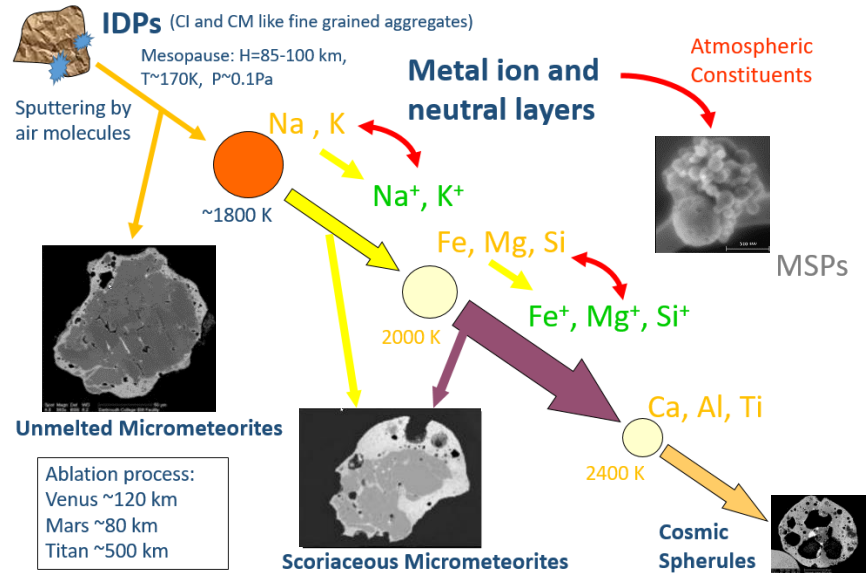 IDPs (CI and CM like fine grained aggregates)
Mesopause: H=85-100 km,
T~170K, P~0.1Pa
Sputtering by
air molecules
Metal ion and
neutral layers
Atmospheric
Constituents
Na , K
Na⁺, K⁺
~1800 K
Fe, Mg, Si
Fe⁺, Mg⁺, Si⁺
MSPs
2000 K
Unmelted Micrometeorites
Ca, Al, Ti
2400 K
Ablation process:
Venus ~120 km
Mars ~80 km
Titan ~500 km
Scoriaceous Micrometeorites
Cosmic
Spherules